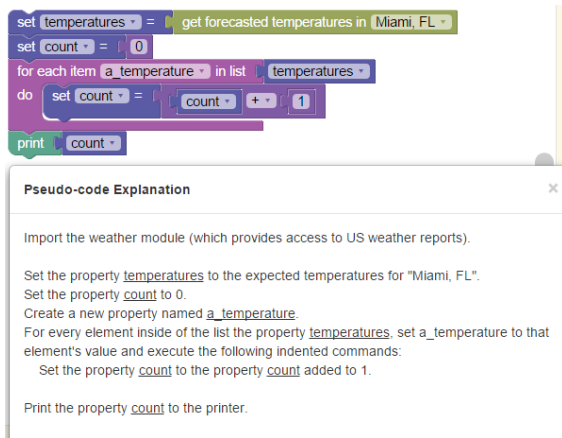 set temperatures = get forecasted temperatures in Miami, FL
set count = 0
for each item a_temperature in list temperatures
do set count = count + 1
print count
Pseudo-code Explanation ×
Import the weather module (which provides access to US weather reports).
Set the property temperatures to the expected temperatures for "Miami, FL".
Set the property count to 0.
Create a new property named a_temperature.
For every element inside of the list the property temperatures, set a_temperature to that
element's value and execute the following indented commands:
Set the property count to the property count added to 1.
Print the property count to the printer.